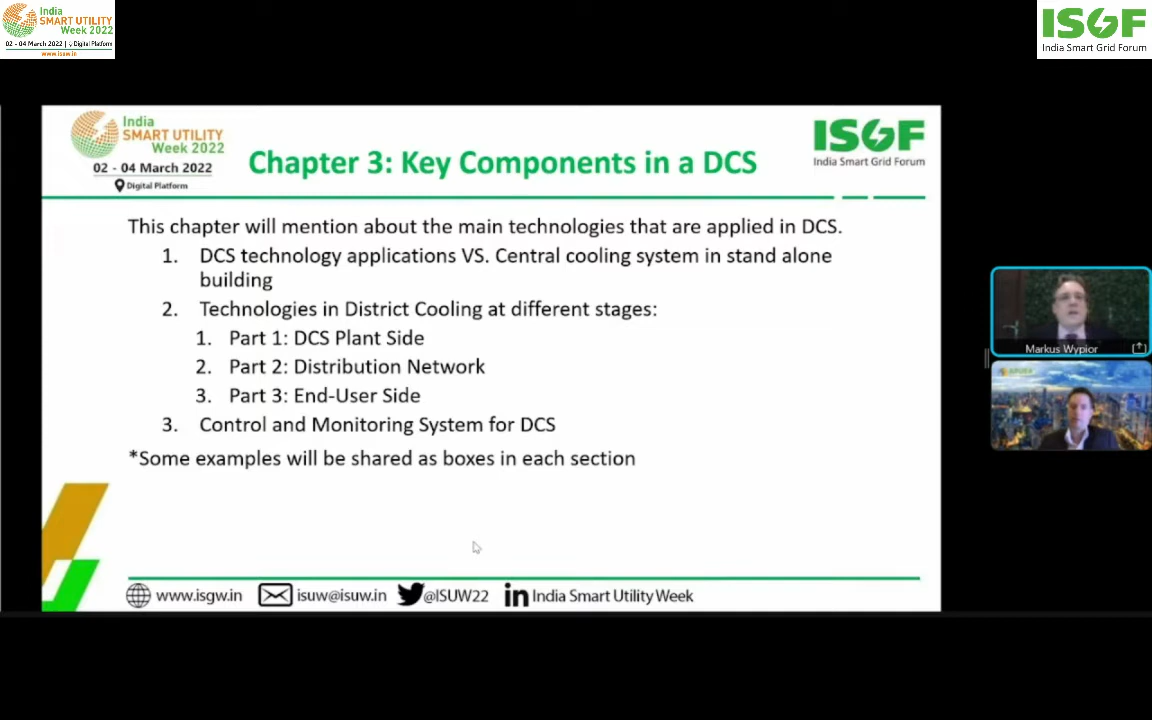 India
SMART UTILITY
Week 2022
02 - 04 March 2022 | Digital Platform
www.isuw.in
ISGF
India Smart Grid Forum
India
SMART UTILITY
Week 2022
02 - 04 March 2022
Digital Platform
Chapter 3: Key Components in a DCS
ISGF
India Smart Grid Forum
This chapter will mention about the main technologies that are applied in DCS.
1. DCS technology applications VS. Central cooling system in stand alone
building
2. Technologies in District Cooling at different stages:
1. Part 1: DCS Plant Side
2. Part 2: Distribution Network
3. Part 3: End-User Side
3. Control and Monitoring System for DCS
*Some examples will be shared as boxes in each section
www.isgw.in isuw@isuw.in @ISUW22 in India Smart Utility Week
Markus Wypior